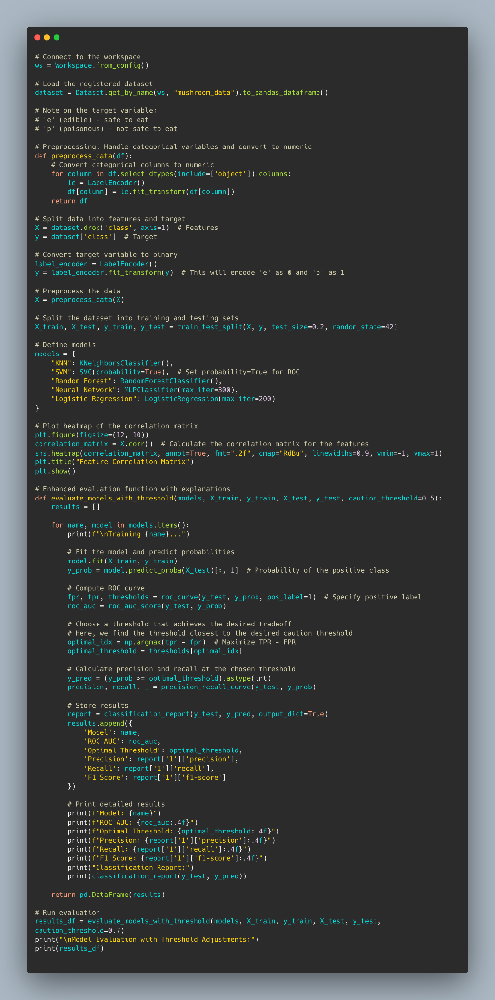 # Connect to the workspace
ws = Workspace.from_config()

# Load the registered dataset
dataset = Dataset.get_by_name(ws, "mushroom_data").to_pandas_dataframe()

# Note on the target variable:
# 'e' (edible) – safe to eat
# 'p' (poisonous) – not safe to eat

# Preprocessing: Handle categorical variables and convert to numeric
def preprocess_data(df):
    # Convert categorical columns to numeric
    for column in df.select_dtypes(include=['object']).columns:
        le = LabelEncoder()
        df[column] = le.fit_transform(df[column])
    return df

# Split data into features and target
X = dataset.drop('class', axis=1)  # Features
y = dataset['class']  # Target

# Convert target variable to binary
label_encoder = LabelEncoder()
y = label_encoder.fit_transform(y)  # This will encode 'e' as 0 and 'p' as 1

# Preprocess the data
X = preprocess_data(X)

# Split the dataset into training and testing sets
X_train, X_test, y_train, y_test = train_test_split(X, y, test_size=0.2, random_state=42)

# Define models
models = {
    "KNN": KNeighborsClassifier(),
    "SVM": SVC(probability=True),  # Set probability=True for ROC
    "Random Forest": RandomForestClassifier(),
    "Neural Network": MLPClassifier(max_iter=300),
    "Logistic Regression": LogisticRegression(max_iter=200)
}

# Plot heatmap of the correlation matrix
plt.figure(figsize=(12, 10))
correlation_matrix = X.corr()  # Calculate the correlation matrix for the features
sns.heatmap(correlation_matrix, annot=True, fmt=".2f", cmap="RdBu", linewidths=0.9, vmin=-1, vmax=1)
plt.title("Feature Correlation Matrix")
plt.show()

# Enhanced evaluation function with explanations
def evaluate_models_with_threshold(models, X_train, y_train, X_test, y_test, caution_threshold=0.5):
    results = []

    for name, model in models.items():
        print(f"\nTraining {name}...")

        # Fit the model and predict probabilities
        model.fit(X_train, y_train)
        y_prob = model.predict_proba(X_test)[:, 1]  # Probability of the positive class

        # Compute ROC curve
        fpr, tpr, thresholds = roc_curve(y_test, y_prob, pos_label=1)  # Specify positive label
        roc_auc = roc_auc_score(y_test, y_prob)

        # Choose a threshold that achieves the desired tradeoff
        # Here, we find the threshold closest to the desired caution threshold
        optimal_idx = np.argmax(tpr - fpr)  # Maximize TPR - FPR
        optimal_threshold = thresholds[optimal_idx]

        # Calculate precision and recall at the chosen threshold
        y_pred = (y_prob >= optimal_threshold).astype(int)
        precision, recall, _ = precision_recall_curve(y_test, y_prob)

        # Store results
        report = classification_report(y_test, y_pred, output_dict=True)
        results.append({
            'Model': name,
            'ROC AUC': roc_auc,
            'Optimal Threshold': optimal_threshold,
            'Precision': report['1']['precision'],
            'Recall': report['1']['recall'],
            'F1 Score': report['1']['f1-score']
        })

        # Print detailed results
        print(f"Model: {name}")
        print(f"ROC AUC: {roc_auc:.4f}")
        print(f"Optimal Threshold: {optimal_threshold:.4f}")
        print(f"Precision: {report['1']['precision']:.4f}")
        print(f"Recall: {report['1']['recall']:.4f}")
        print(f"F1 Score: {report['1']['f1-score']:.4f}")
        print("Classification Report:")
        print(classification_report(y_test, y_pred))

    return pd.DataFrame(results)

# Run evaluation
results_df = evaluate_models_with_threshold(models, X_train, y_train, X_test, y_test,
caution_threshold=0.7)
print("\nModel Evaluation with Threshold Adjustments:")
print(results_df)